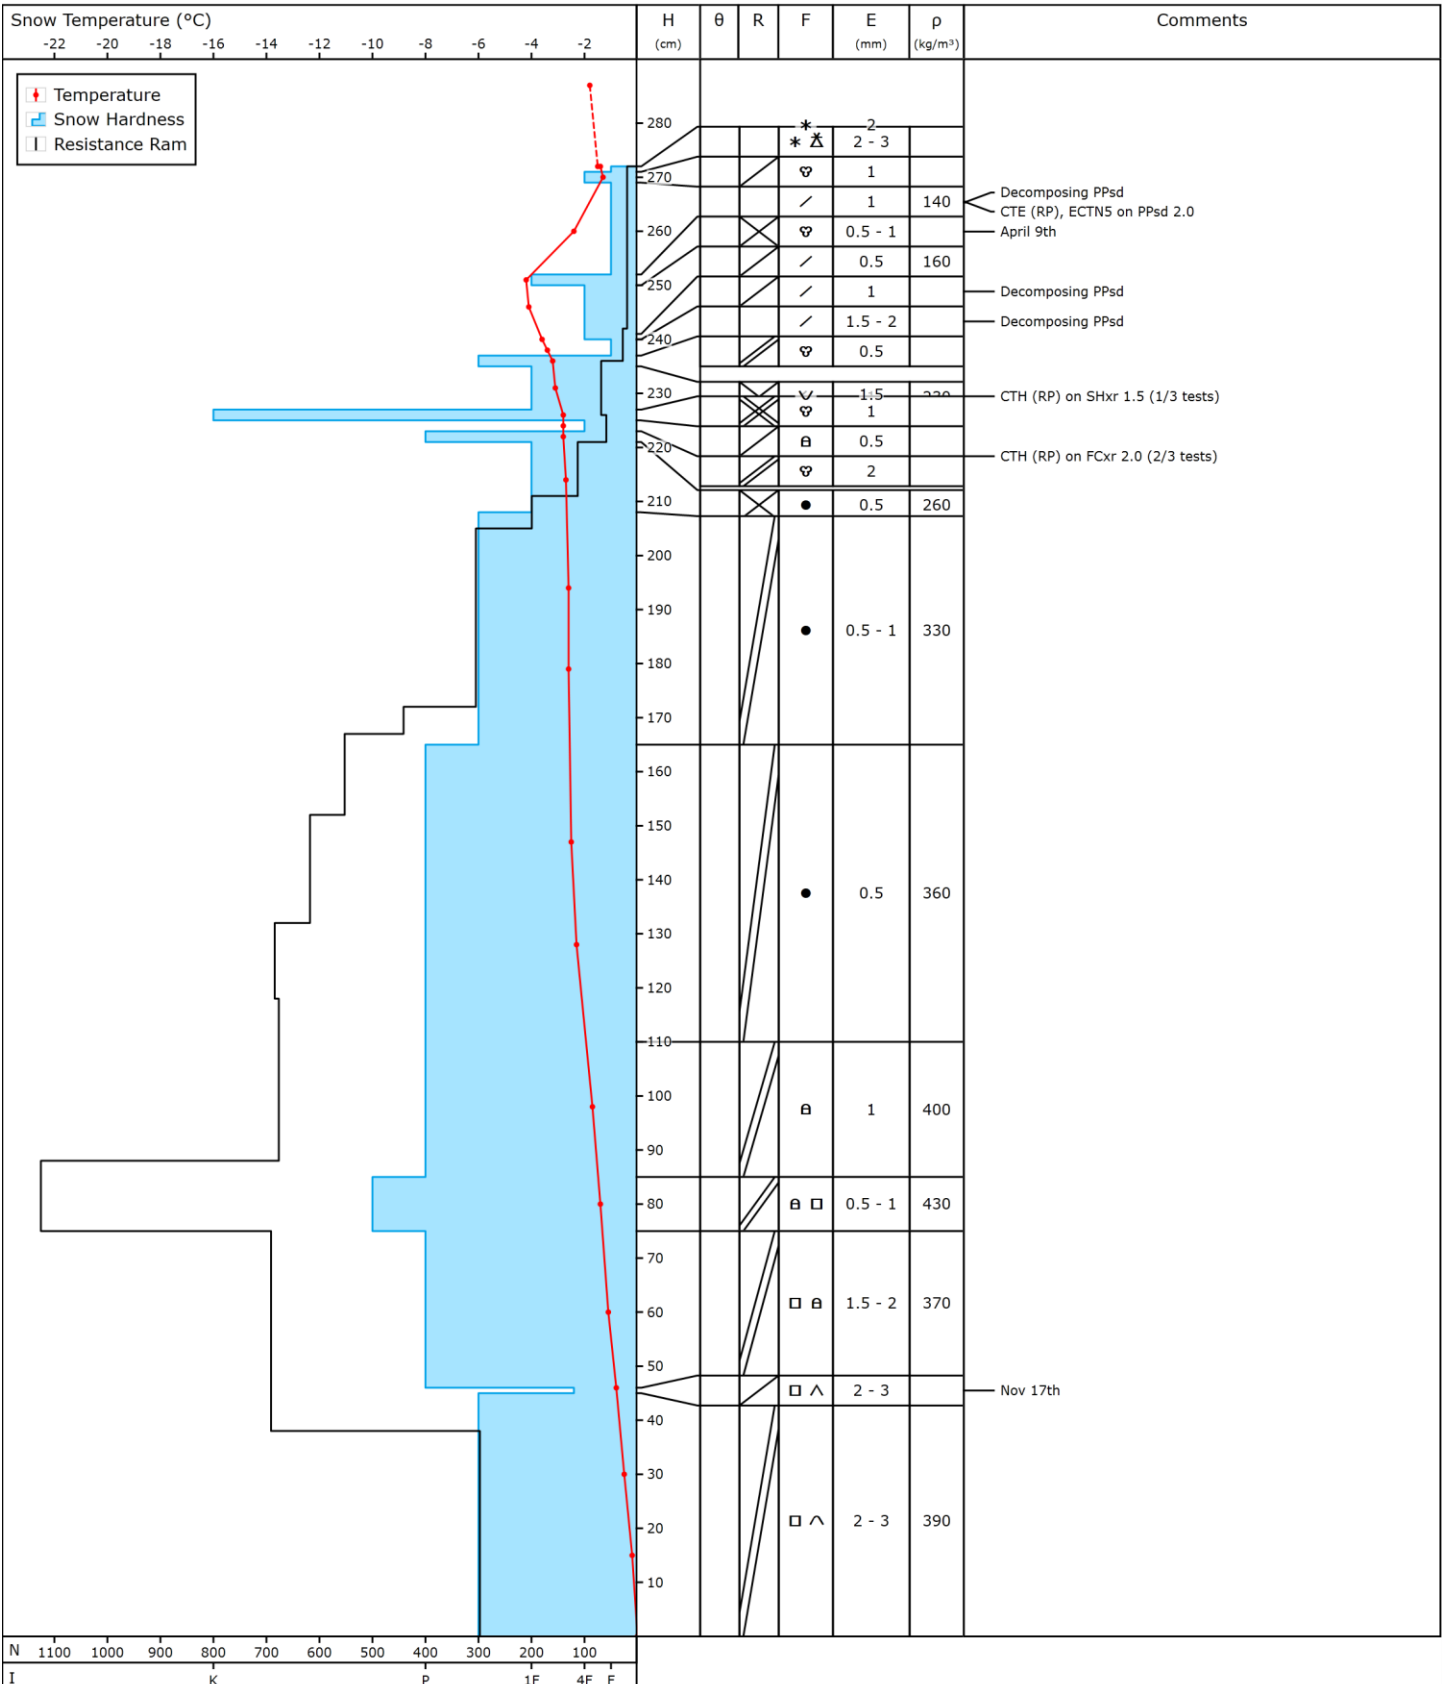 Snow Temperature (°C) H θ R F E ρ Comments
-22 -20 -18 -16 -14 -12 -10 -8 -6 -4 -2 (cm) (mm) (kg/m³)
Temperature
Snow Hardness
Resistance Ram
280 2
2 - 3
270 1
1 140 Decomposing PPsd
CTE (RP), ECTN5 on PPsd 2.0
260 0.5 - 1 April 9th
0.5 160
250 1 Decomposing PPsd
1.5 - 2 Decomposing PPsd
240 0.5
230 1.5 CTH (RP) on SHxr 1.5 (1/3 tests)
1
220 0.5
CTH (RP) on FCxr 2.0 (2/3 tests)
2
210 0.5 260
200
190 0.5 - 1 330
180
170
160
150
140 0.5 360
130
120
110
100 1 400
90
80 0.5 - 1 430
70
60 1.5 - 2 370
50
2 - 3 Nov 17th
40
30
20 2 - 3 390
10
N 1100 1000 900 800 700 600 500 400 300 200 100
I K P 1F 4F F